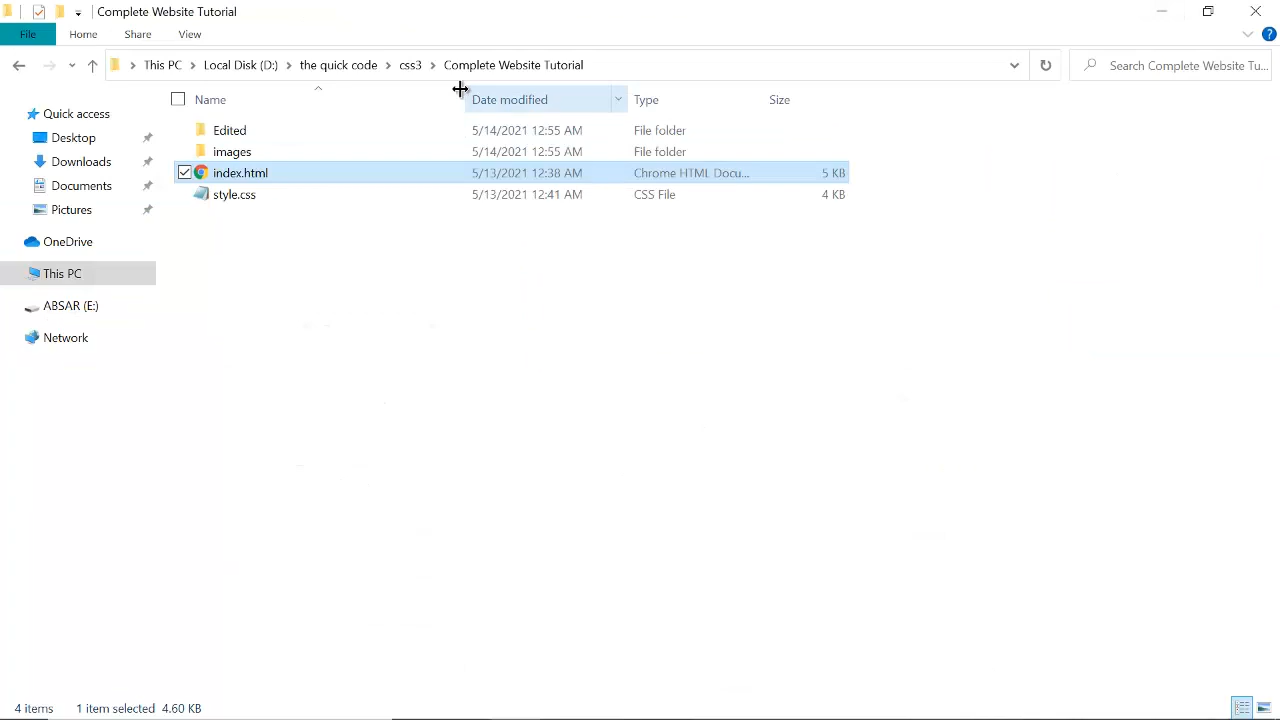 Complete Website Tutorial
File Home Share View
This PC Local Disk (D:) the quick code css3 Complete Website Tutorial Search Complete Website Tu...
Name Date modified Type Size
Quick access
Desktop
Downloads
Documents
Pictures
OneDrive
This PC
ABSAR (E:)
Network
Edited 5/14/2021 12:55 AM File folder
images 5/14/2021 12:55 AM File folder
index.html 5/13/2021 12:38 AM Chrome HTML Docu... 5 KB
style.css 5/13/2021 12:41 AM CSS File 4 KB
4 items 1 item selected 4.60 KB